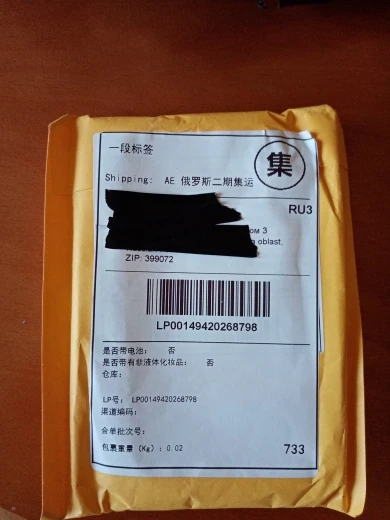 一段标签
集
Shipping: AE 俄罗斯二期集运
RU3
ом 3
oblast,
ZIP: 399072
LP00149420268798
是否带电池： 否
是否带有非液体化妆品： 否
仓库：
LP号： LP00149420268798
渠道编码：
合单批次号：
包裹重量 (Kg)：0.02
733